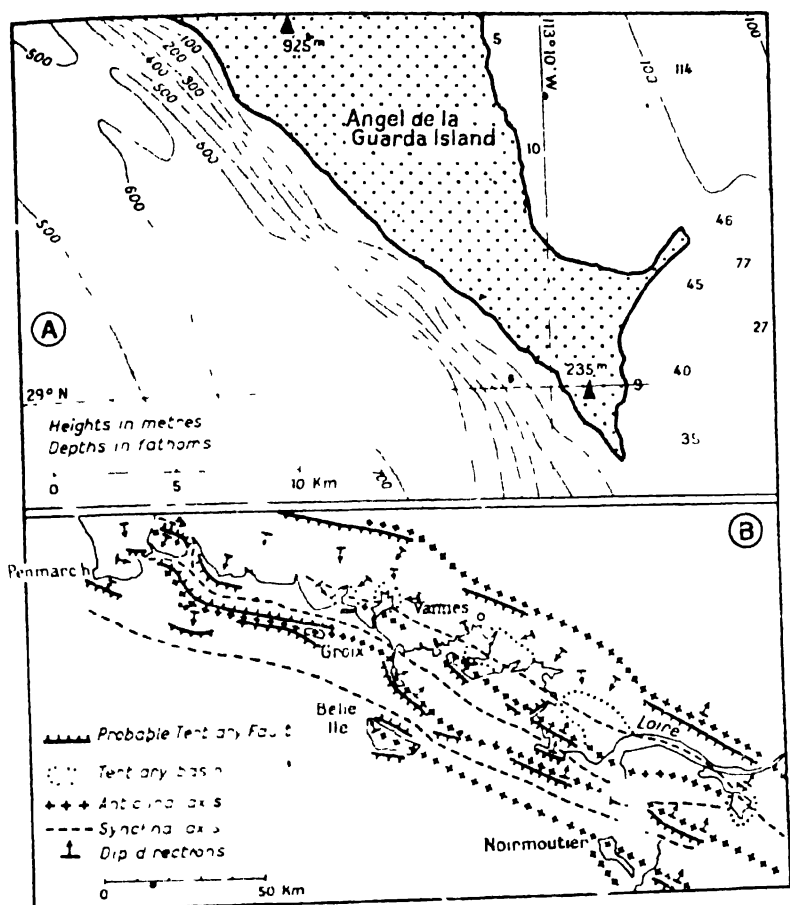 925m
5
113°10'W
100
100
200
300
400
500
500
600
114
Angel de la
Guarda Island
10
600
500
46
77
45
27
A
235m
9
40
29° N
Heights in metres
Depths in fathoms
0 5 10 Km
B
Penmarch
Vannes
Groix
Belle
Ile
Loire
Probable Tertiary Fault
Tertiary basin
Anticlinal axis
Synclinal axis
Dip directions
Noirmoutier
0 50 Km